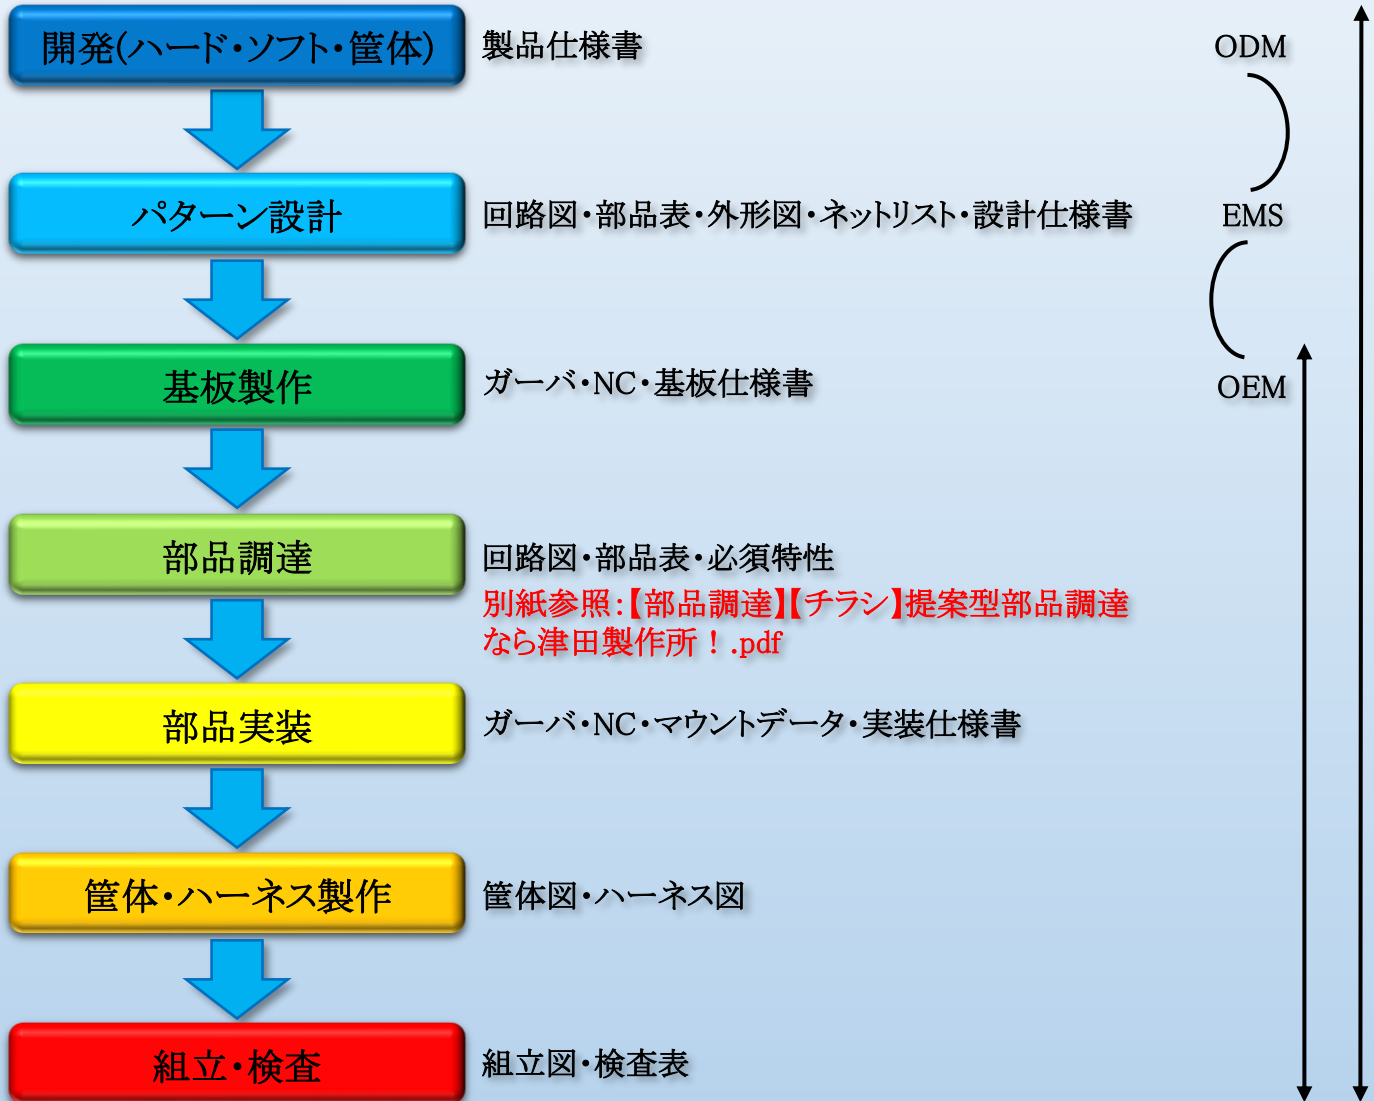 開発(ハード・ソフト・筐体)
製品仕様書
ODM
パターン設計
回路図・部品表・外形図・ネットリスト・設計仕様書
EMS
基板製作
ガーバ・NC・基板仕様書
OEM
部品調達
回路図・部品表・必須特性
別紙参照:【部品調達】【チラシ】提案型部品調達
なら津田製作所！.pdf
部品実装
ガーバ・NC・マウントデータ・実装仕様書
筐体・ハーネス製作
筐体図・ハーネス図
組立・検査
組立図・検査表